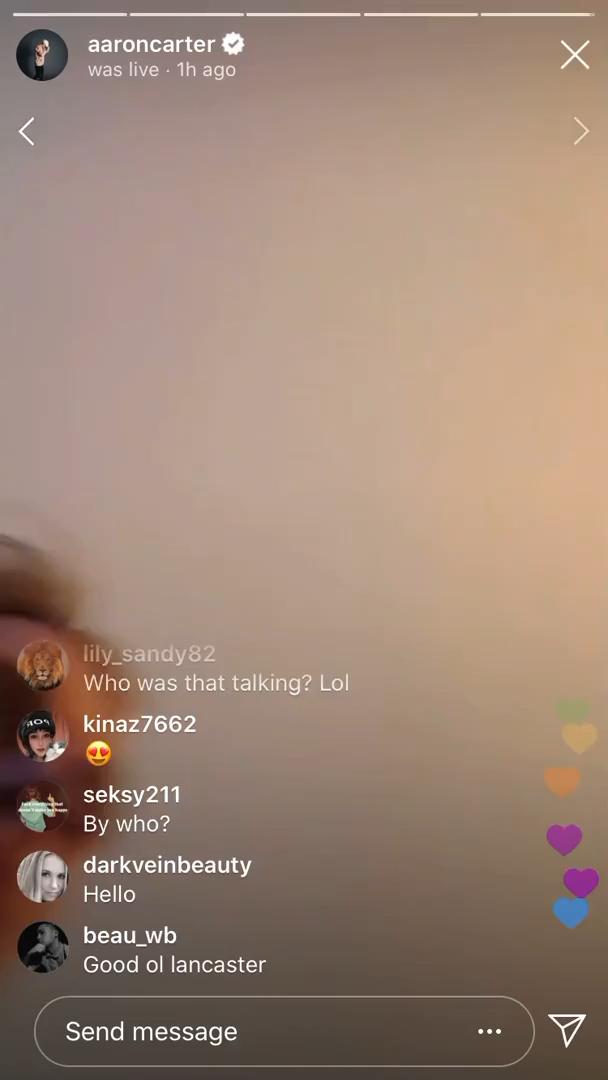 aaroncarter
was live · 1h ago
lily_sandy82
Who was that talking? Lol
kinaz7662
😍
seksy211
By who?
darkveinbeauty
Hello
beau_wb
Good ol lancaster
Send message